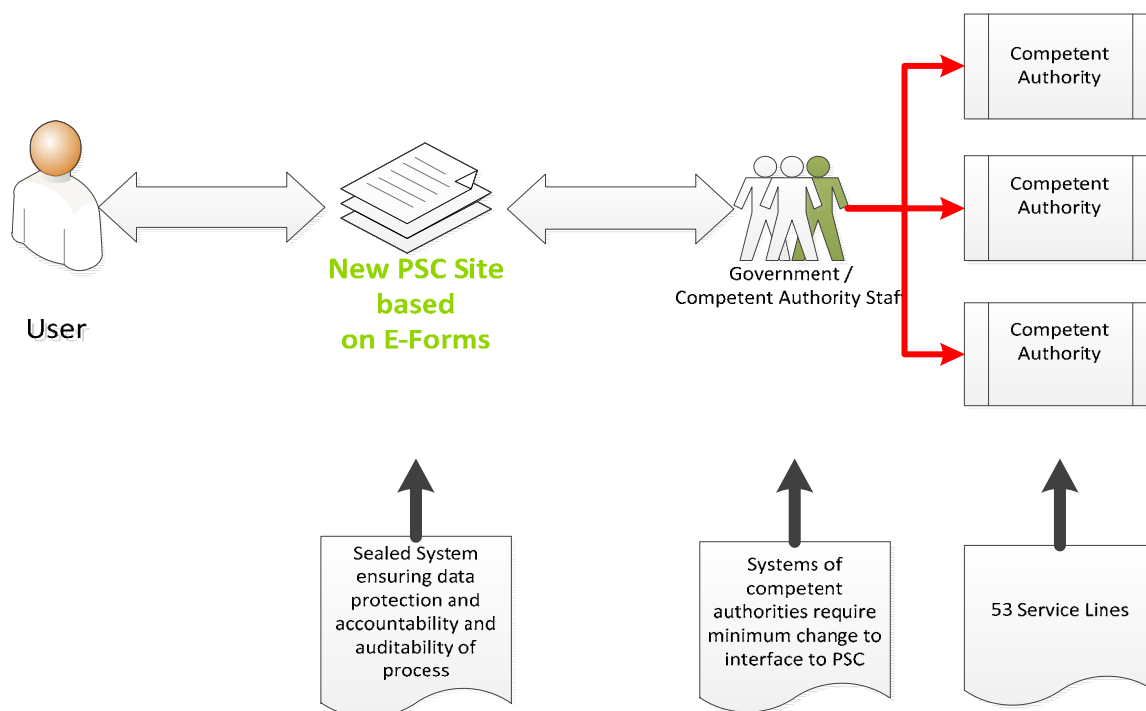 Competent
Authority
Competent
Authority
Competent
Authority
User
New PSC Site
based
on E-Forms
Government /
Competent Authority Staff
Sealed System
ensuring data
protection and
accountability and
auditability of
process
Systems of
competent
authorities require
minimum change to
interface to PSC
53 Service Lines